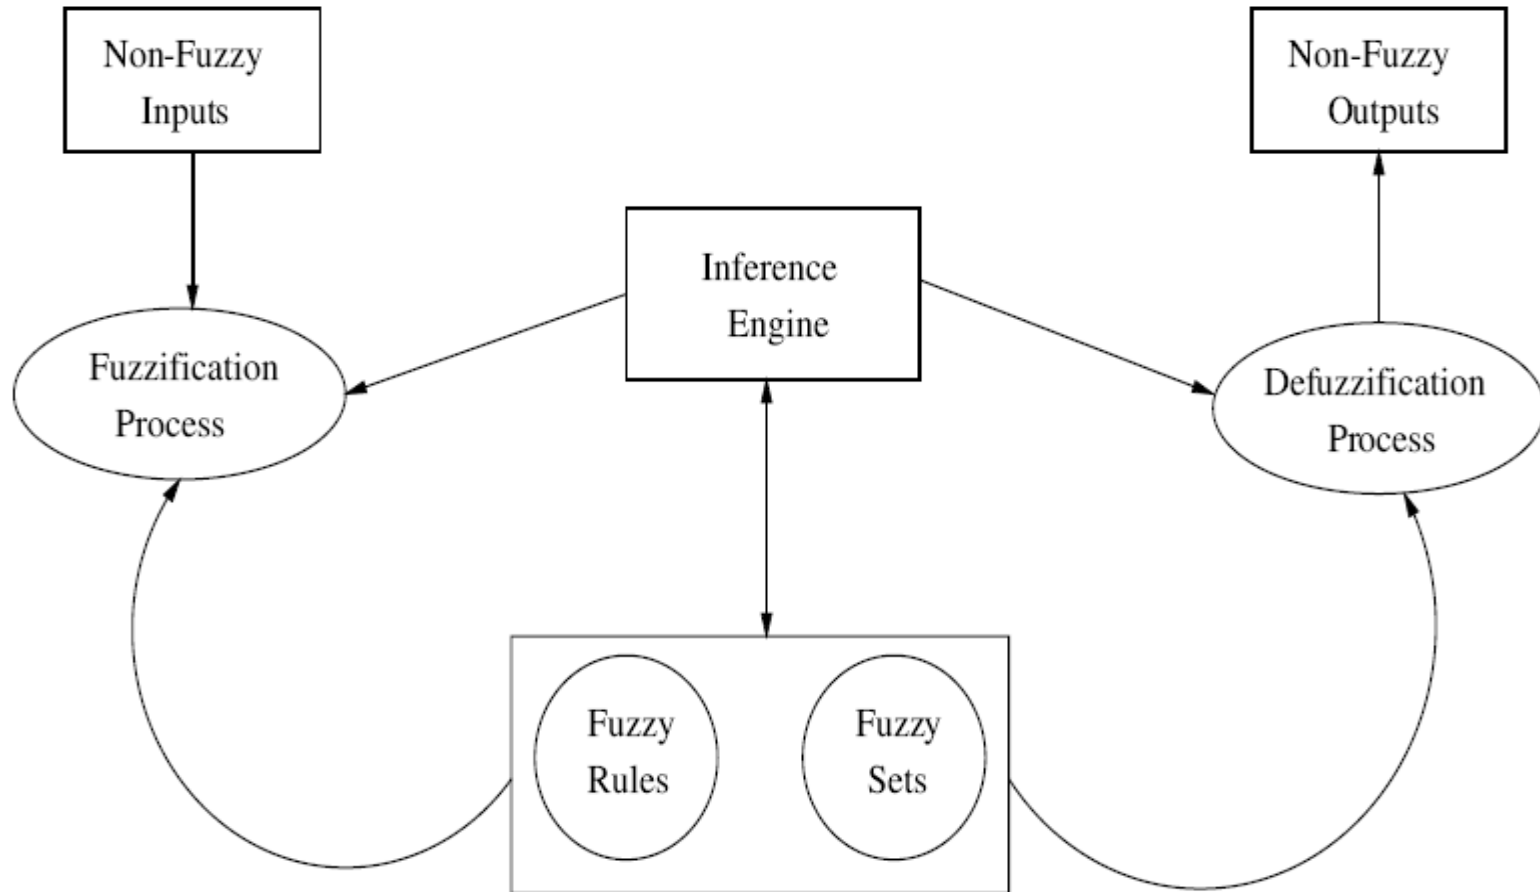 Non-Fuzzy
Inputs
Non-Fuzzy
Outputs
Inference
Engine
Fuzzification
Process
Defuzzification
Process
Fuzzy
Rules
Fuzzy
Sets